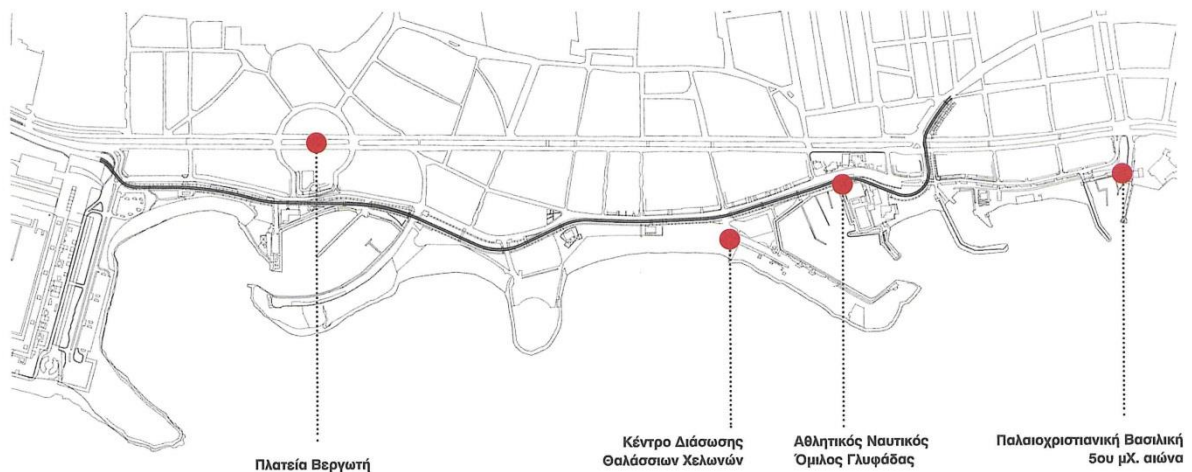 Πλατεία Βεργωτή
Κέντρο Διάσωσης
Θαλάσσιων Χελωνών
Αθλητικός Ναυτικός
Όμιλος Γλυφάδας
Παλαιοχριστιανική Βασιλική
5ου μΧ. αιώνα